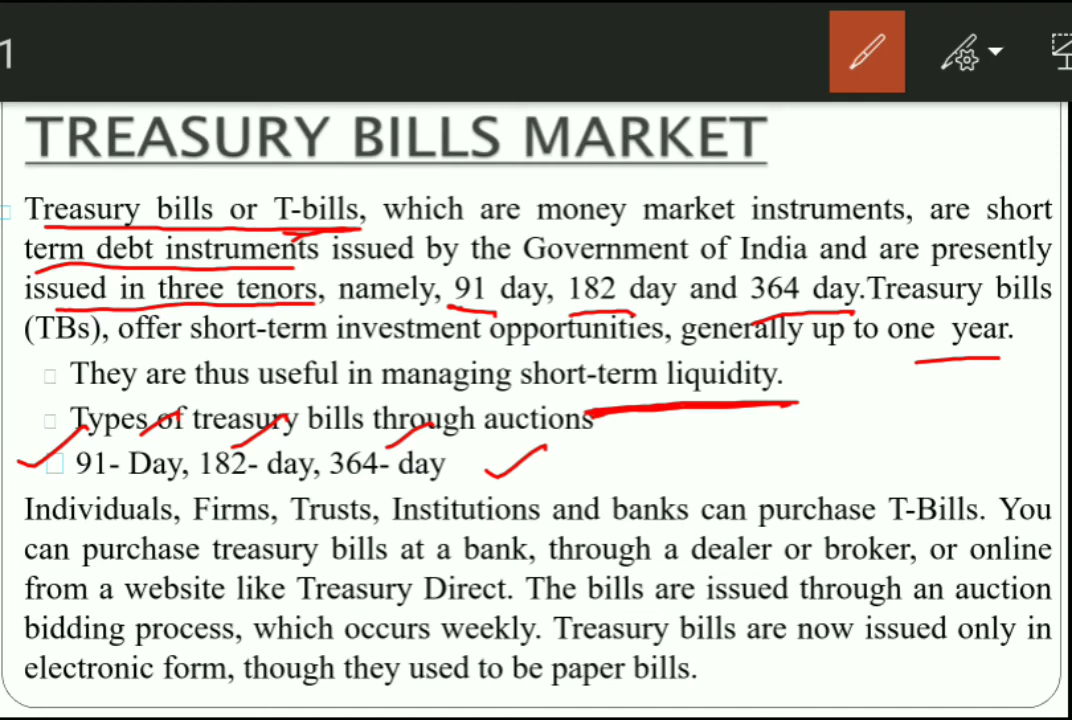 1
TREASURY BILLS MARKET
Treasury bills or T-bills, which are money market instruments, are short
term debt instruments issued by the Government of India and are presently
issued in three tenors, namely, 91 day, 182 day and 364 day.Treasury bills
(TBs), offer short-term investment opportunities, generally up to one year.
They are thus useful in managing short-term liquidity.
Types of treasury bills through auctions
91- Day, 182- day, 364- day
Individuals, Firms, Trusts, Institutions and banks can purchase T-Bills. You
can purchase treasury bills at a bank, through a dealer or broker, or online
from a website like Treasury Direct. The bills are issued through an auction
bidding process, which occurs weekly. Treasury bills are now issued only in
electronic form, though they used to be paper bills.